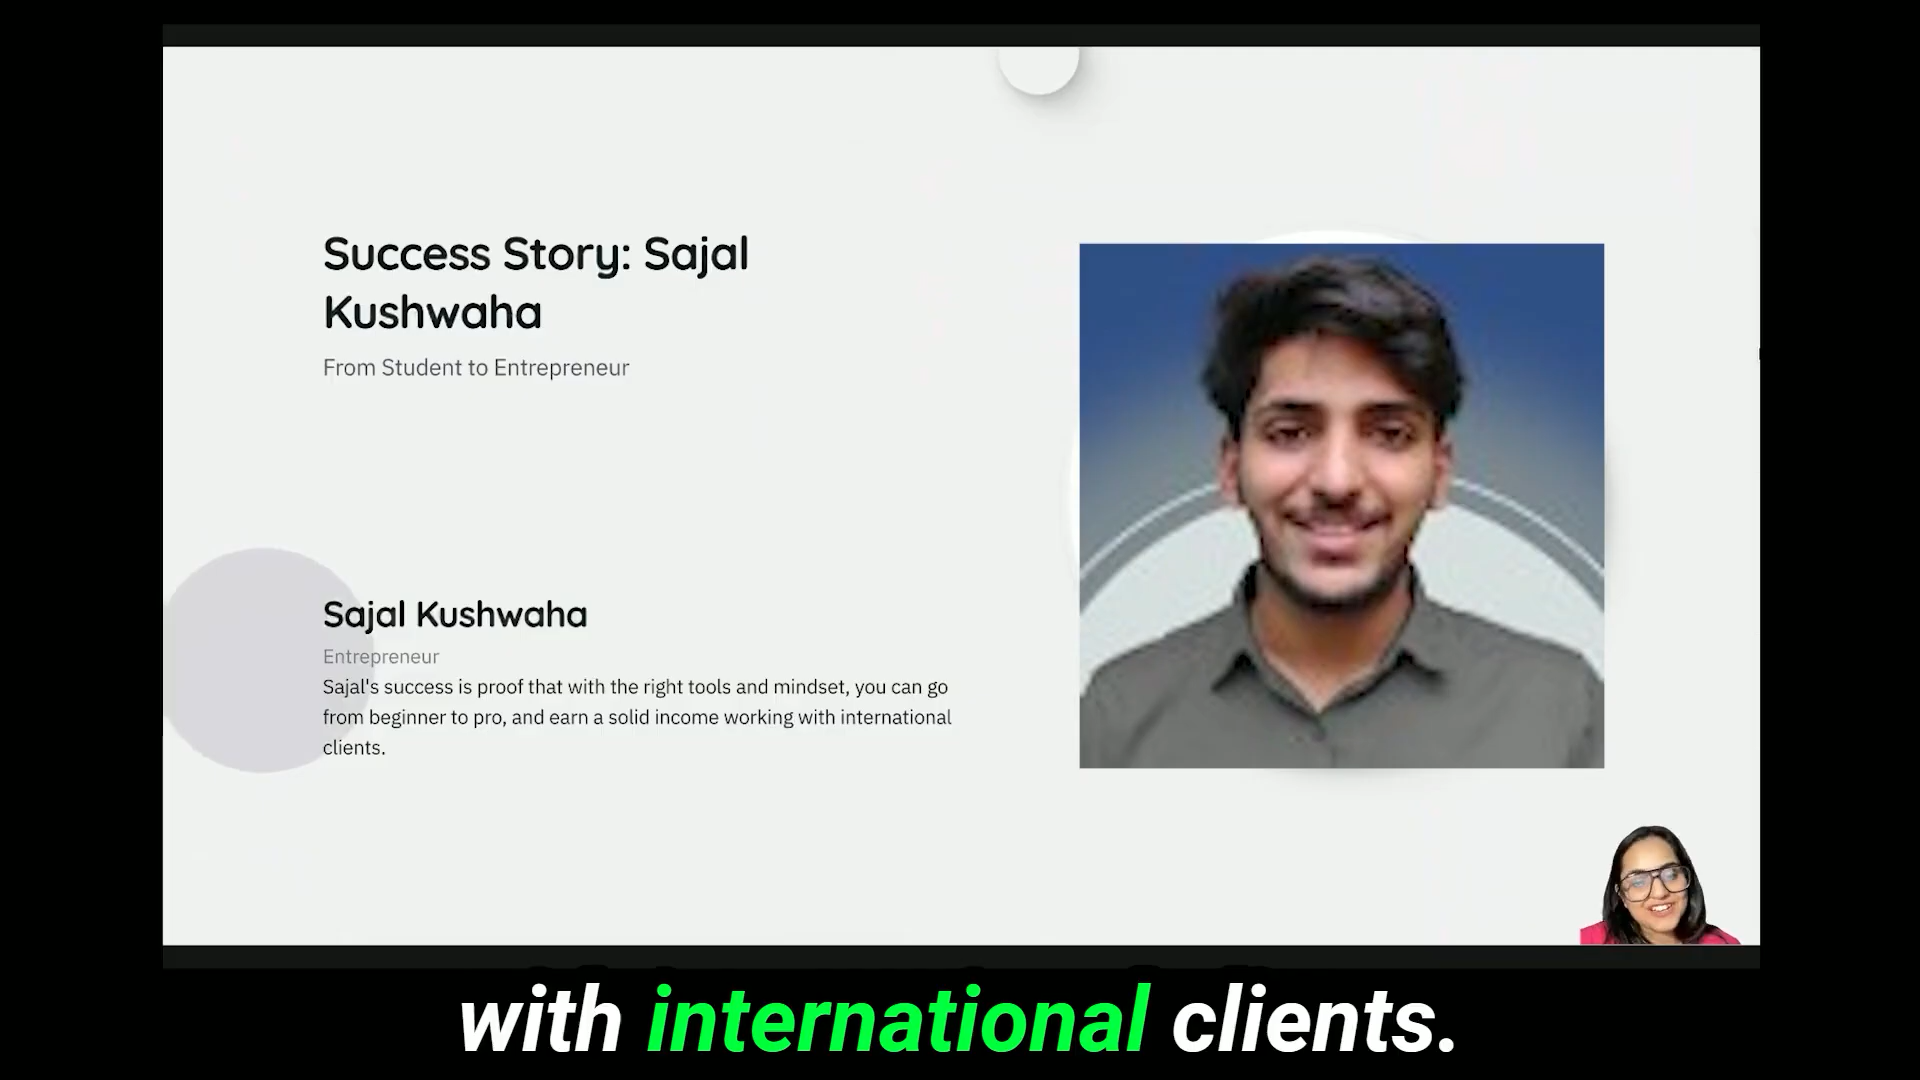 Success Story: Sajal
Kushwaha
From Student to Entrepreneur
Sajal Kushwaha
Entrepreneur
Sajal's success is proof that with the right tools and mindset, you can go
from beginner to pro, and earn a solid income working with international
clients.
with international clients.